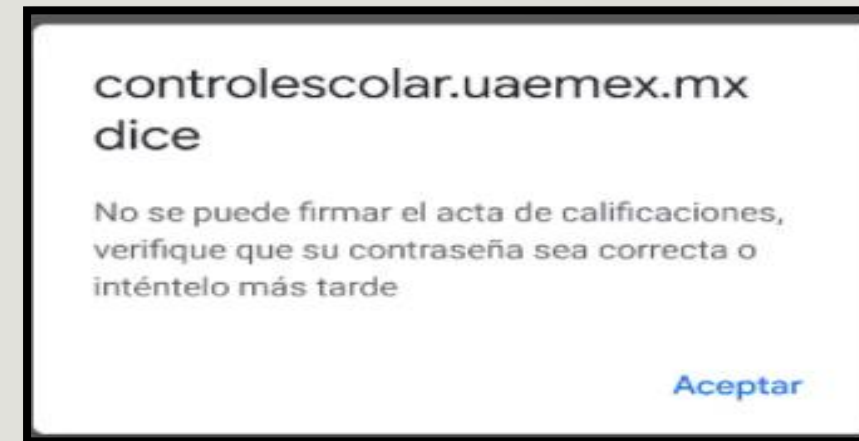 controlescolar.uaemex.mx
dice
No se puede firmar el acta de calificaciones,
verifique que su contraseña sea correcta o
inténtelo más tarde
Aceptar